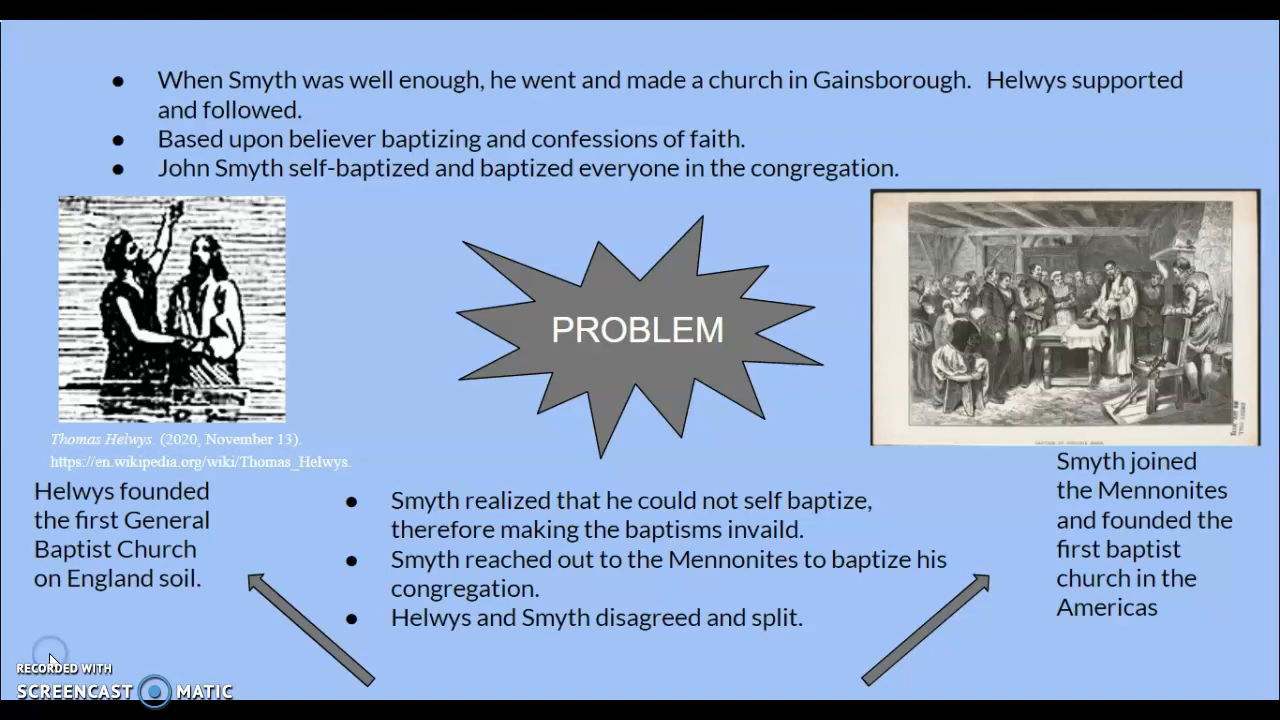 When Smyth was well enough, he went and made a church in Gainsborough. Helwys supported
and followed.
Based upon believer baptizing and confessions of faith.
John Smyth self-baptized and baptized everyone in the congregation.
PROBLEM
Thomas Helwys. (2020, November 13).
https://en.wikipedia.org/wiki/Thomas_Helwys.
Helwys founded
the first General
Baptist Church
on England soil.
Smyth realized that he could not self baptize,
therefore making the baptisms invaild.
Smyth reached out to the Mennonites to baptize his
congregation.
Helwys and Smyth disagreed and split.
Smyth joined
the Mennonites
and founded the
first baptist
church in the
Americas
RECORDED WITH
SCREENCAST MATIC